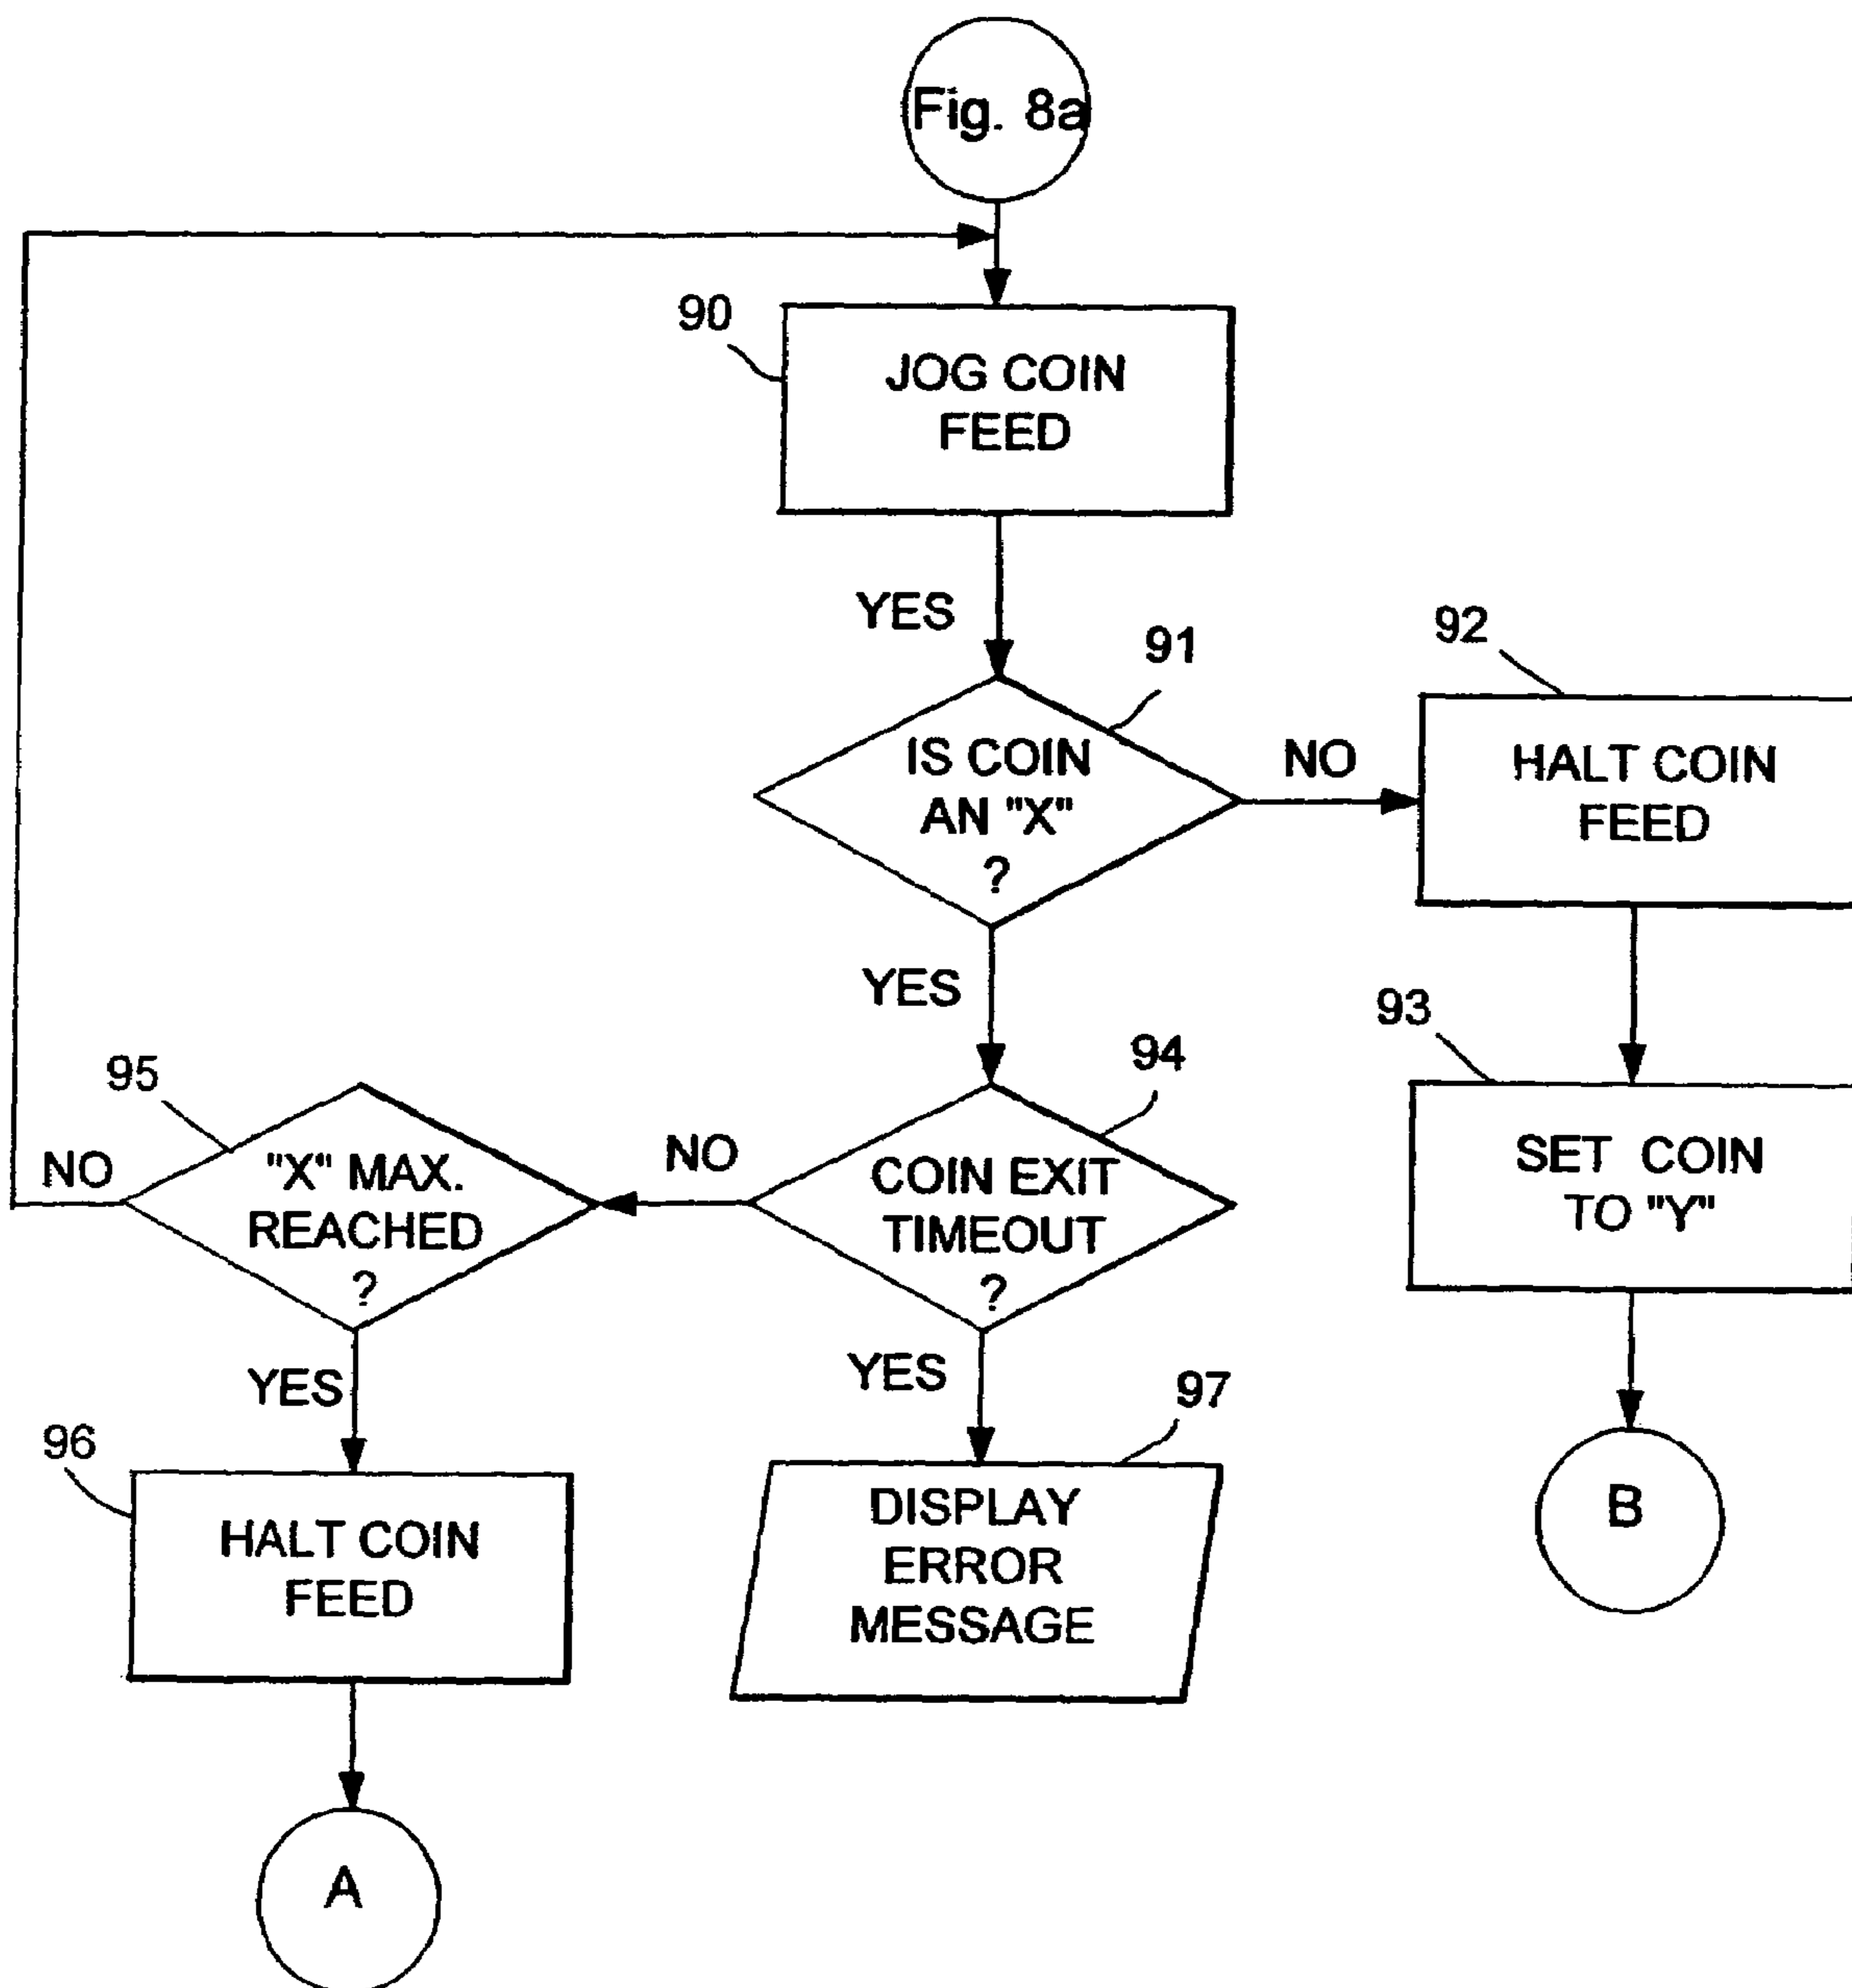 Fig. 8a
90
JOG COIN
FEED
YES
91
IS COIN
AN "X"
?
NO
92
HALT COIN
FEED
YES
93
SET COIN
TO "Y"
94
COIN EXIT
TIMEOUT
?
NO
95
"X" MAX.
REACHED
?
NO
YES
YES
96
HALT COIN
FEED
97
DISPLAY
ERROR
MESSAGE
B
A